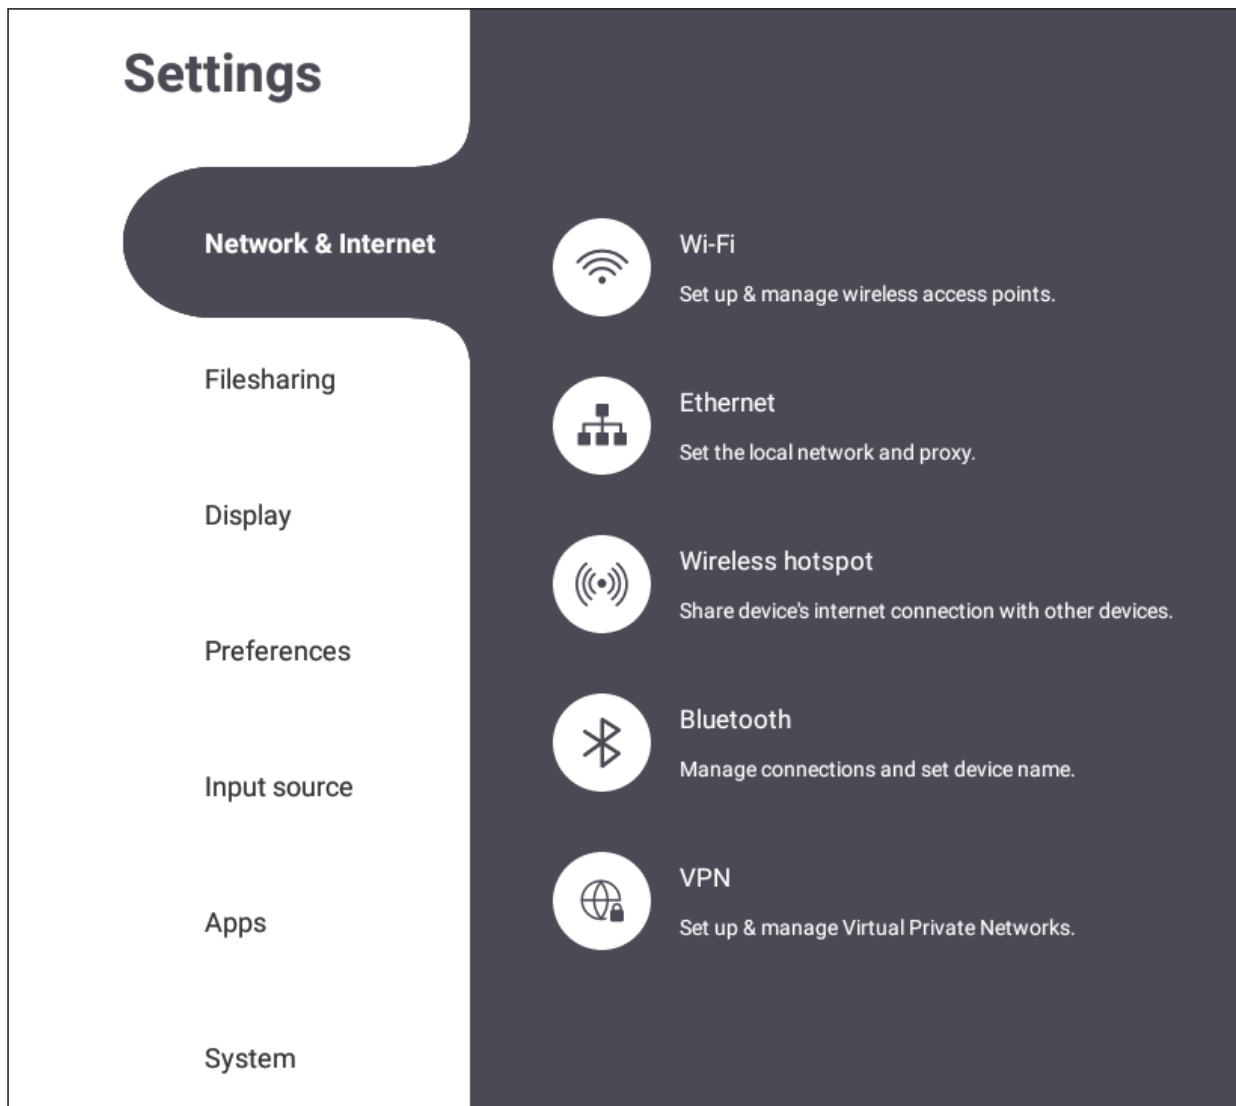 Settings
Network & Internet
Filesharing
Display
Preferences
Input source
Apps
System
Wi-Fi
Set up & manage wireless access points.
Ethernet
Set the local network and proxy.
Wireless hotspot
Share device's internet connection with other devices.
Bluetooth
Manage connections and set device name.
VPN
Set up & manage Virtual Private Networks.